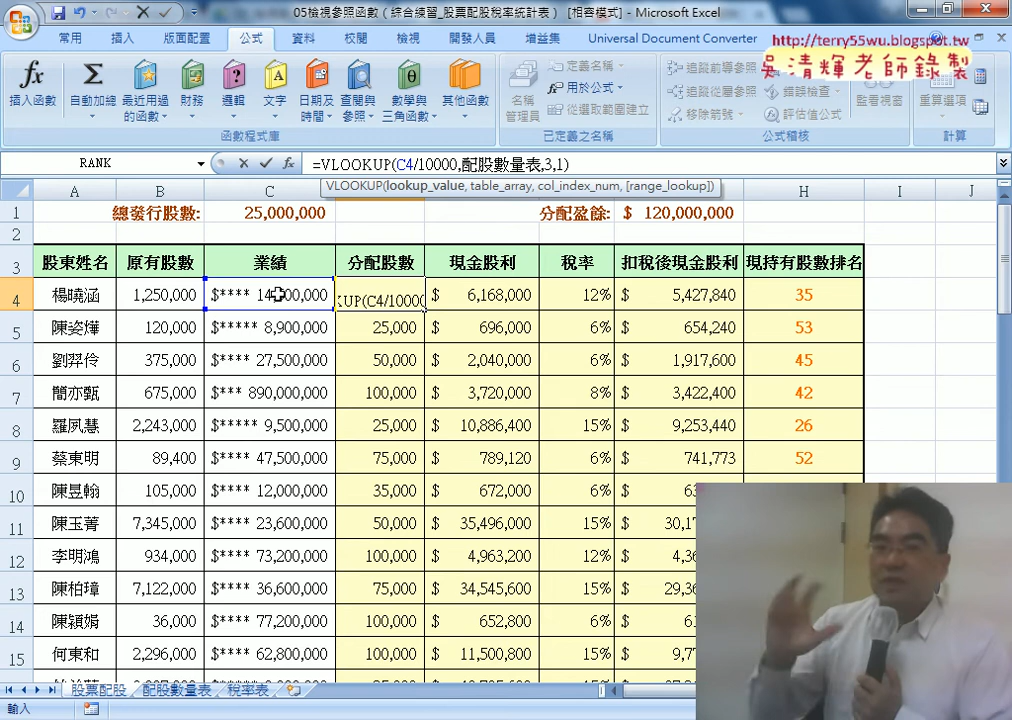 05檢視參照函數（綜合練習_股票配股稅率統計表） [相容模式] - Microsoft Excel
常用 插入 版面配置 公式 資料 校閱 檢視 開發人員 增益集 Universal Document Converter
http://terry55wu.blogspot.tw
吳清輝老師錄製
插入函數 自動加總 最近用過的函數 財務 邏輯 文字 日期及時間 查閱與參照 數學與三角函數 其他函數
函數程式庫
名稱管理員 定義名稱 用於公式 從選取範圍建立
已定義之名稱
追蹤前導參照 追蹤從屬參照 移除箭號 錯誤檢查 評估值公式 監看視窗
公式稽核
重算選項
計算
RANK =VLOOKUP(C4/10000,配股數量表,3,1)
VLOOKUP(lookup_value, table_array, col_index_num, [range_lookup])
A B C H I J
1 總發行股數: 25,000,000 分配盈餘: $ 120,000,000
2
3 股東姓名 原有股數 業績 分配股數 現金股利 稅率 扣稅後現金股利 現持有股數排名
4 楊曉涵 1,250,000 $**** 14,000,000 KUP(C4/10000 $ 6,168,000 12% $ 5,427,840 35
5 陳姿燁 120,000 $***** 8,900,000 25,000 $ 696,000 6% $ 654,240 53
6 劉羿伶 375,000 $**** 27,500,000 50,000 $ 2,040,000 6% $ 1,917,600 45
7 簡亦甄 675,000 $*** 890,000,000 100,000 $ 3,720,000 8% $ 3,422,400 42
8 羅夙慧 2,243,000 $***** 9,500,000 25,000 $ 10,886,400 15% $ 9,253,440 26
9 蔡東明 89,400 $**** 47,500,000 75,000 $ 789,120 6% $ 741,773 52
10 陳昱翰 105,000 $**** 12,000,000 35,000 $ 672,000 6% $
11 陳玉菁 7,345,000 $**** 23,600,000 50,000 $ 35,496,000 15% $
12 李明鴻 934,000 $**** 73,200,000 100,000 $ 4,963,200 12% $
13 陳柏璋 7,122,000 $**** 36,600,000 75,000 $ 34,545,600 15% $
14 陳穎娟 36,000 $**** 77,200,000 100,000 $ 652,800 6% $
15 何東和 2,296,000 $**** 62,800,000 100,000 $ 11,500,800 15% $
股票配股 配股數量表 稅率表
輸入